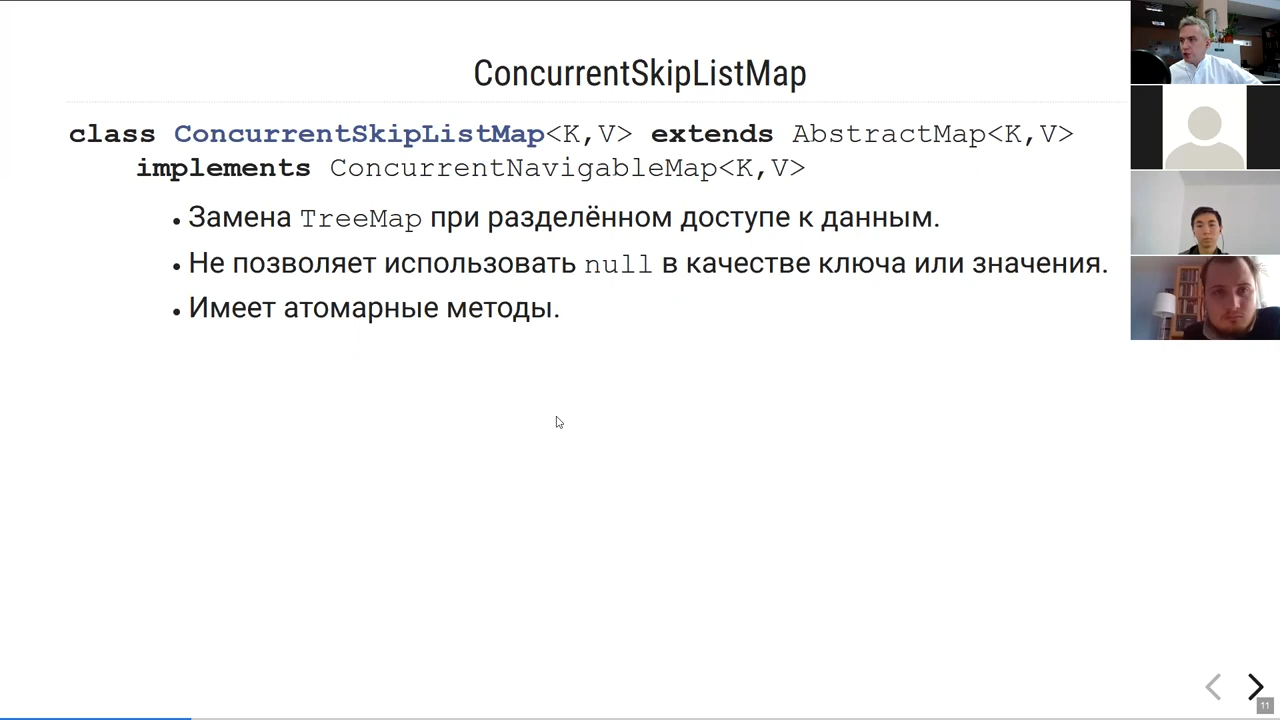 ConcurrentSkipListMap
class ConcurrentSkipListMap<K,V> extends AbstractMap<K,V>
implements ConcurrentNavigableMap<K,V>
• Замена TreeMap при разделённом доступе к данным.
• Не позволяет использовать null в качестве ключа или значения.
• Имеет атомарные методы.
11